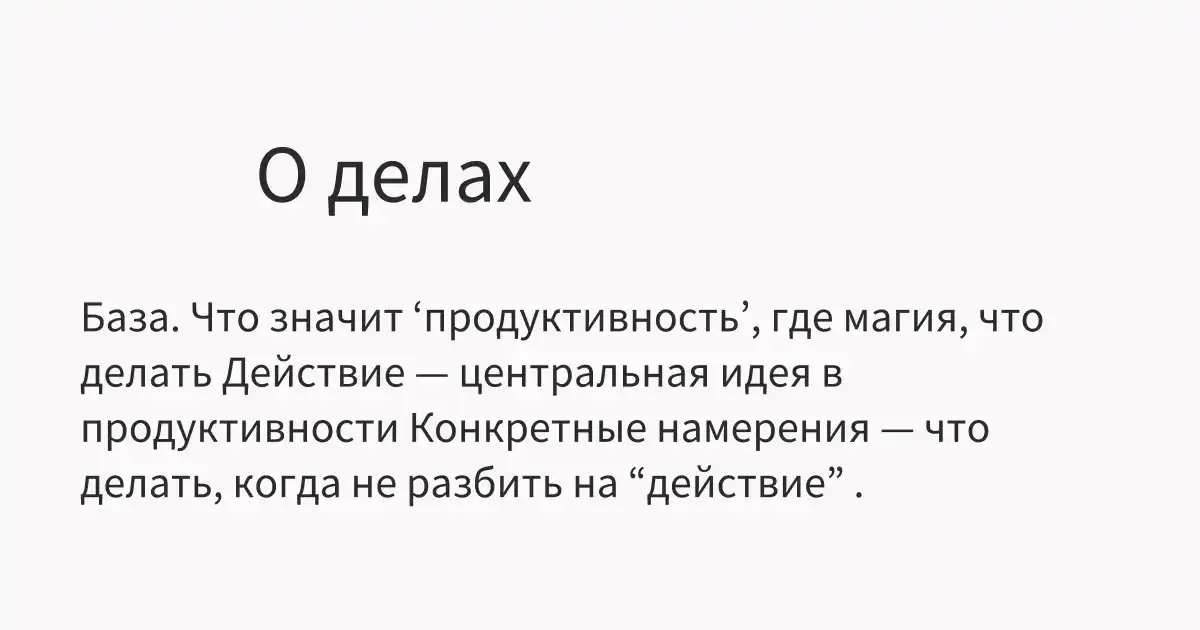 О делах
База. Что значит ‘продуктивность’, где магия, что
делать Действие — центральная идея в
продуктивности Конкретные намерения — что
делать, когда не разбить на “действие” .